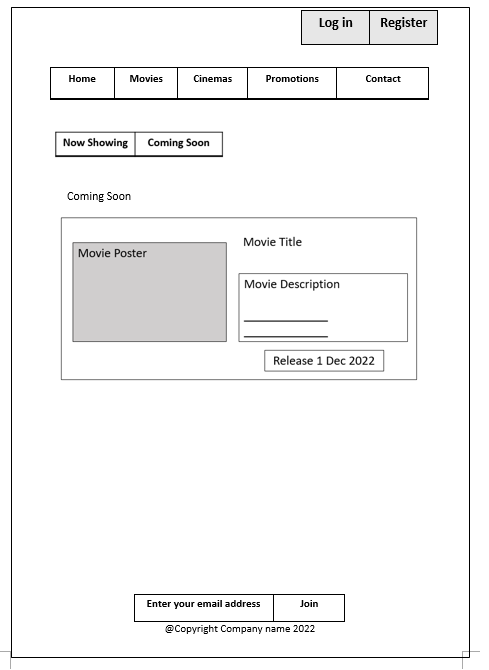 Log in Register
Home Movies Cinemas Promotions Contact
Now Showing Coming Soon
Coming Soon
Movie Poster
Movie Title
Movie Description
Release 1 Dec 2022
Enter your email address Join
@Copyright Company name 2022